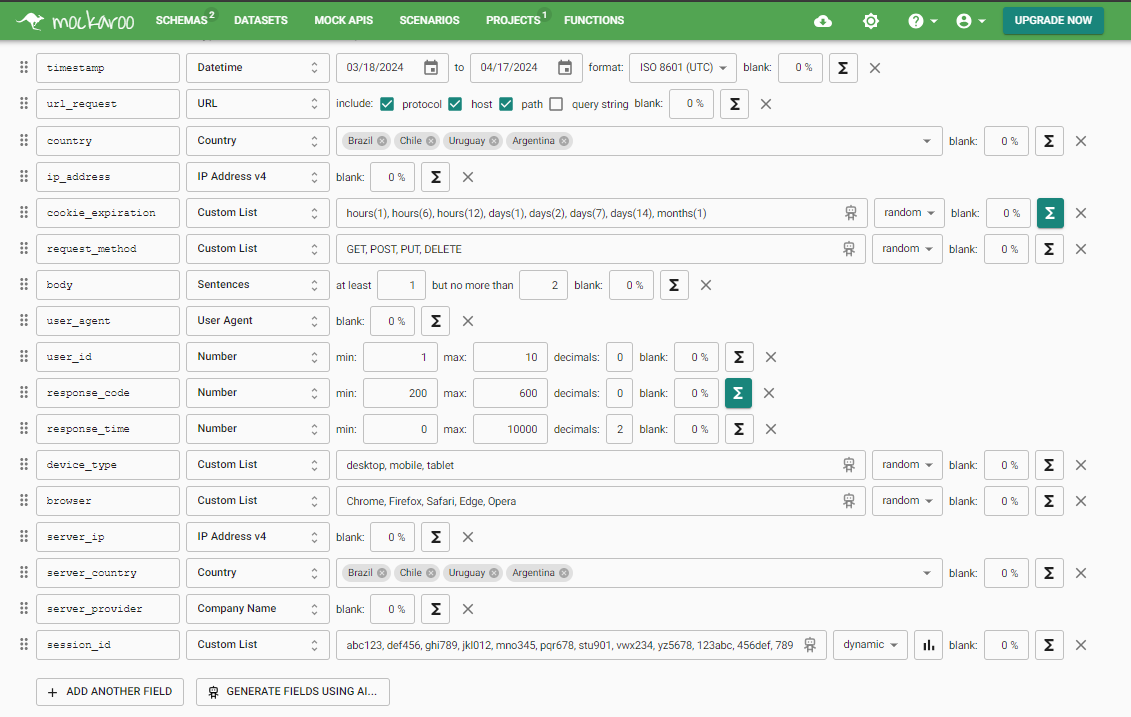 mockaroo SCHEMAS 2 DATASETS MOCK APIS SCENARIOS PROJECTS 1 FUNCTIONS UPGRADE NOW
timestamp Datetime 03/18/2024 to 04/17/2024 format: ISO 8601 (UTC) blank: 0 % Σ
url_request URL include: protocol host path query string blank: 0 % Σ
country Country Brazil Chile Uruguay Argentina blank: 0 % Σ
ip_address IP Address v4 blank: 0 % Σ
cookie_expiration Custom List hours(1), hours(6), hours(12), days(1), days(2), days(7), days(14), months(1) random blank: 0 % Σ
request_method Custom List GET, POST, PUT, DELETE random blank: 0 % Σ
body Sentences at least 1 but no more than 2 blank: 0 % Σ
user_agent User Agent blank: 0 % Σ
user_id Number min: 1 max: 10 decimals: 0 blank: 0 % Σ
response_code Number min: 200 max: 600 decimals: 0 blank: 0 % Σ
response_time Number min: 0 max: 10000 decimals: 2 blank: 0 % Σ
device_type Custom List desktop, mobile, tablet random blank: 0 % Σ
browser Custom List Chrome, Firefox, Safari, Edge, Opera random blank: 0 % Σ
server_ip IP Address v4 blank: 0 % Σ
server_country Country Brazil Chile Uruguay Argentina blank: 0 % Σ
server_provider Company Name blank: 0 % Σ
session_id Custom List abc123, def456, ghi789, jkl012, mno345, pqr678, stu901, vwx234, yz5678, 123abc, 456def, 789 dynamic blank: 0 % Σ
+ ADD ANOTHER FIELD GENERATE FIELDS USING AI...